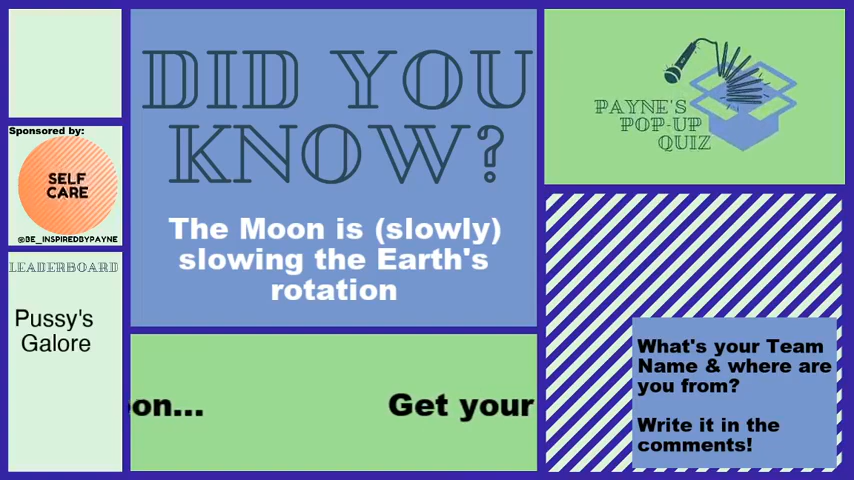 DID YOU
KNOW?
The Moon is (slowly)
slowing the Earth's
rotation
PAYNE'S
POP-UP
QUIZ
Sponsored by:
SELF
CARE
@BE_INSPIREDBYPAYNE
LEADERBOARD
Pussy's
Galore
oon... Get your
What's your Team
Name & where are
you from?
Write it in the
comments!